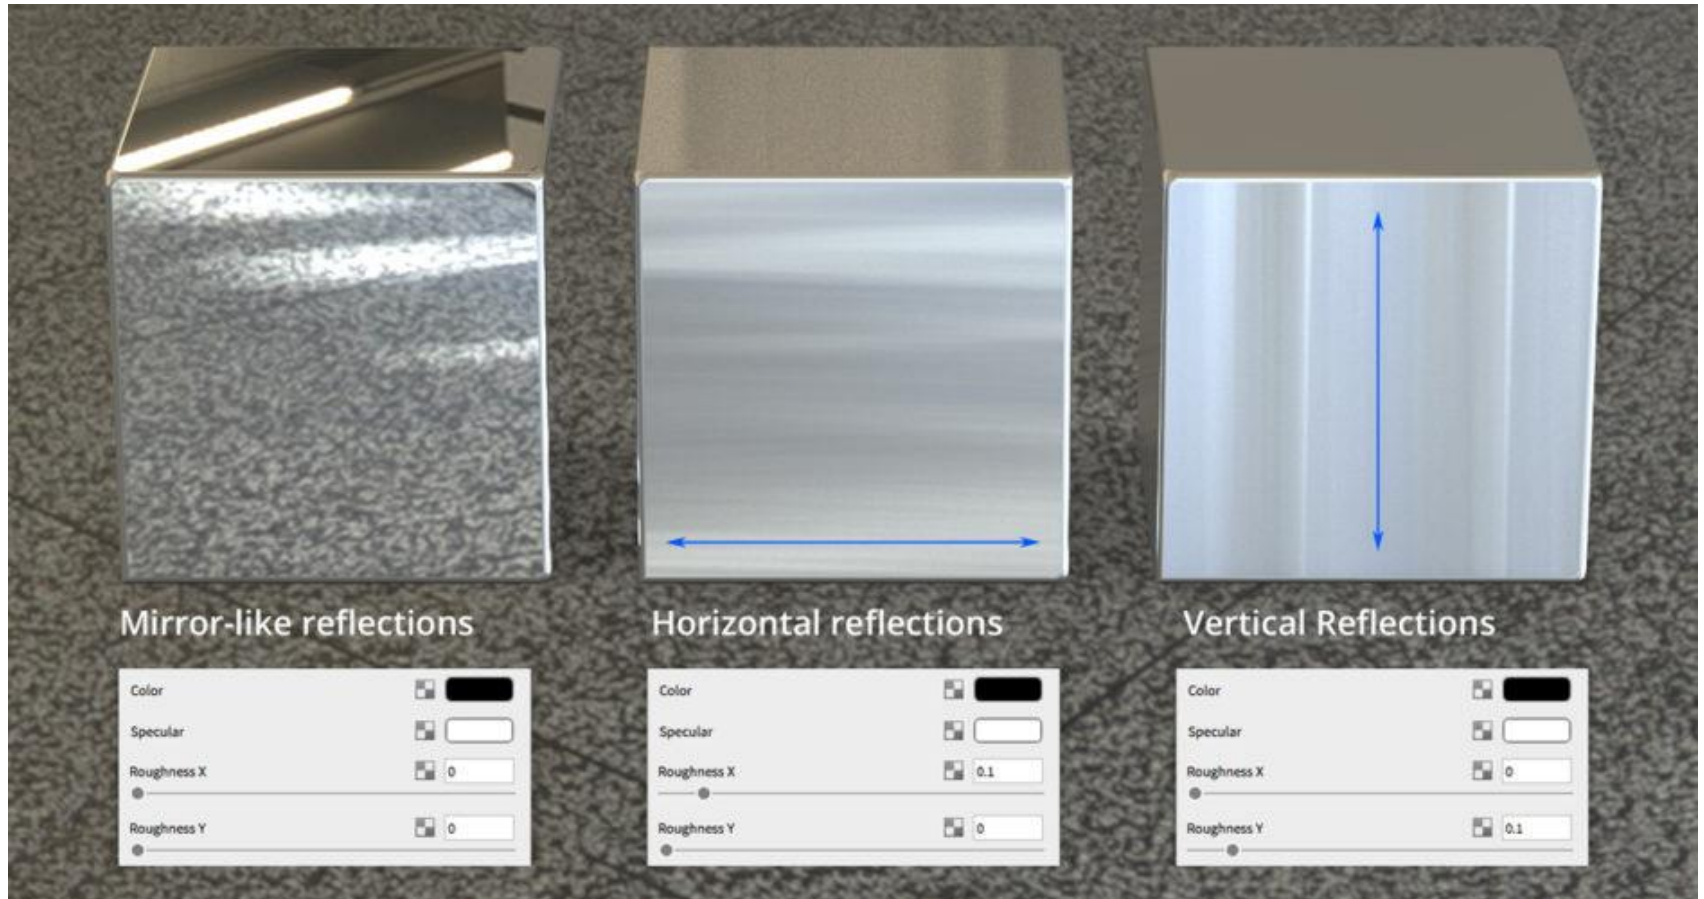 Mirror-like reflections
Color
Specular
Roughness X 0
Roughness Y 0
Horizontal reflections
Color
Specular
Roughness X 0.1
Roughness Y 0
Vertical Reflections
Color
Specular
Roughness X 0
Roughness Y 0.1